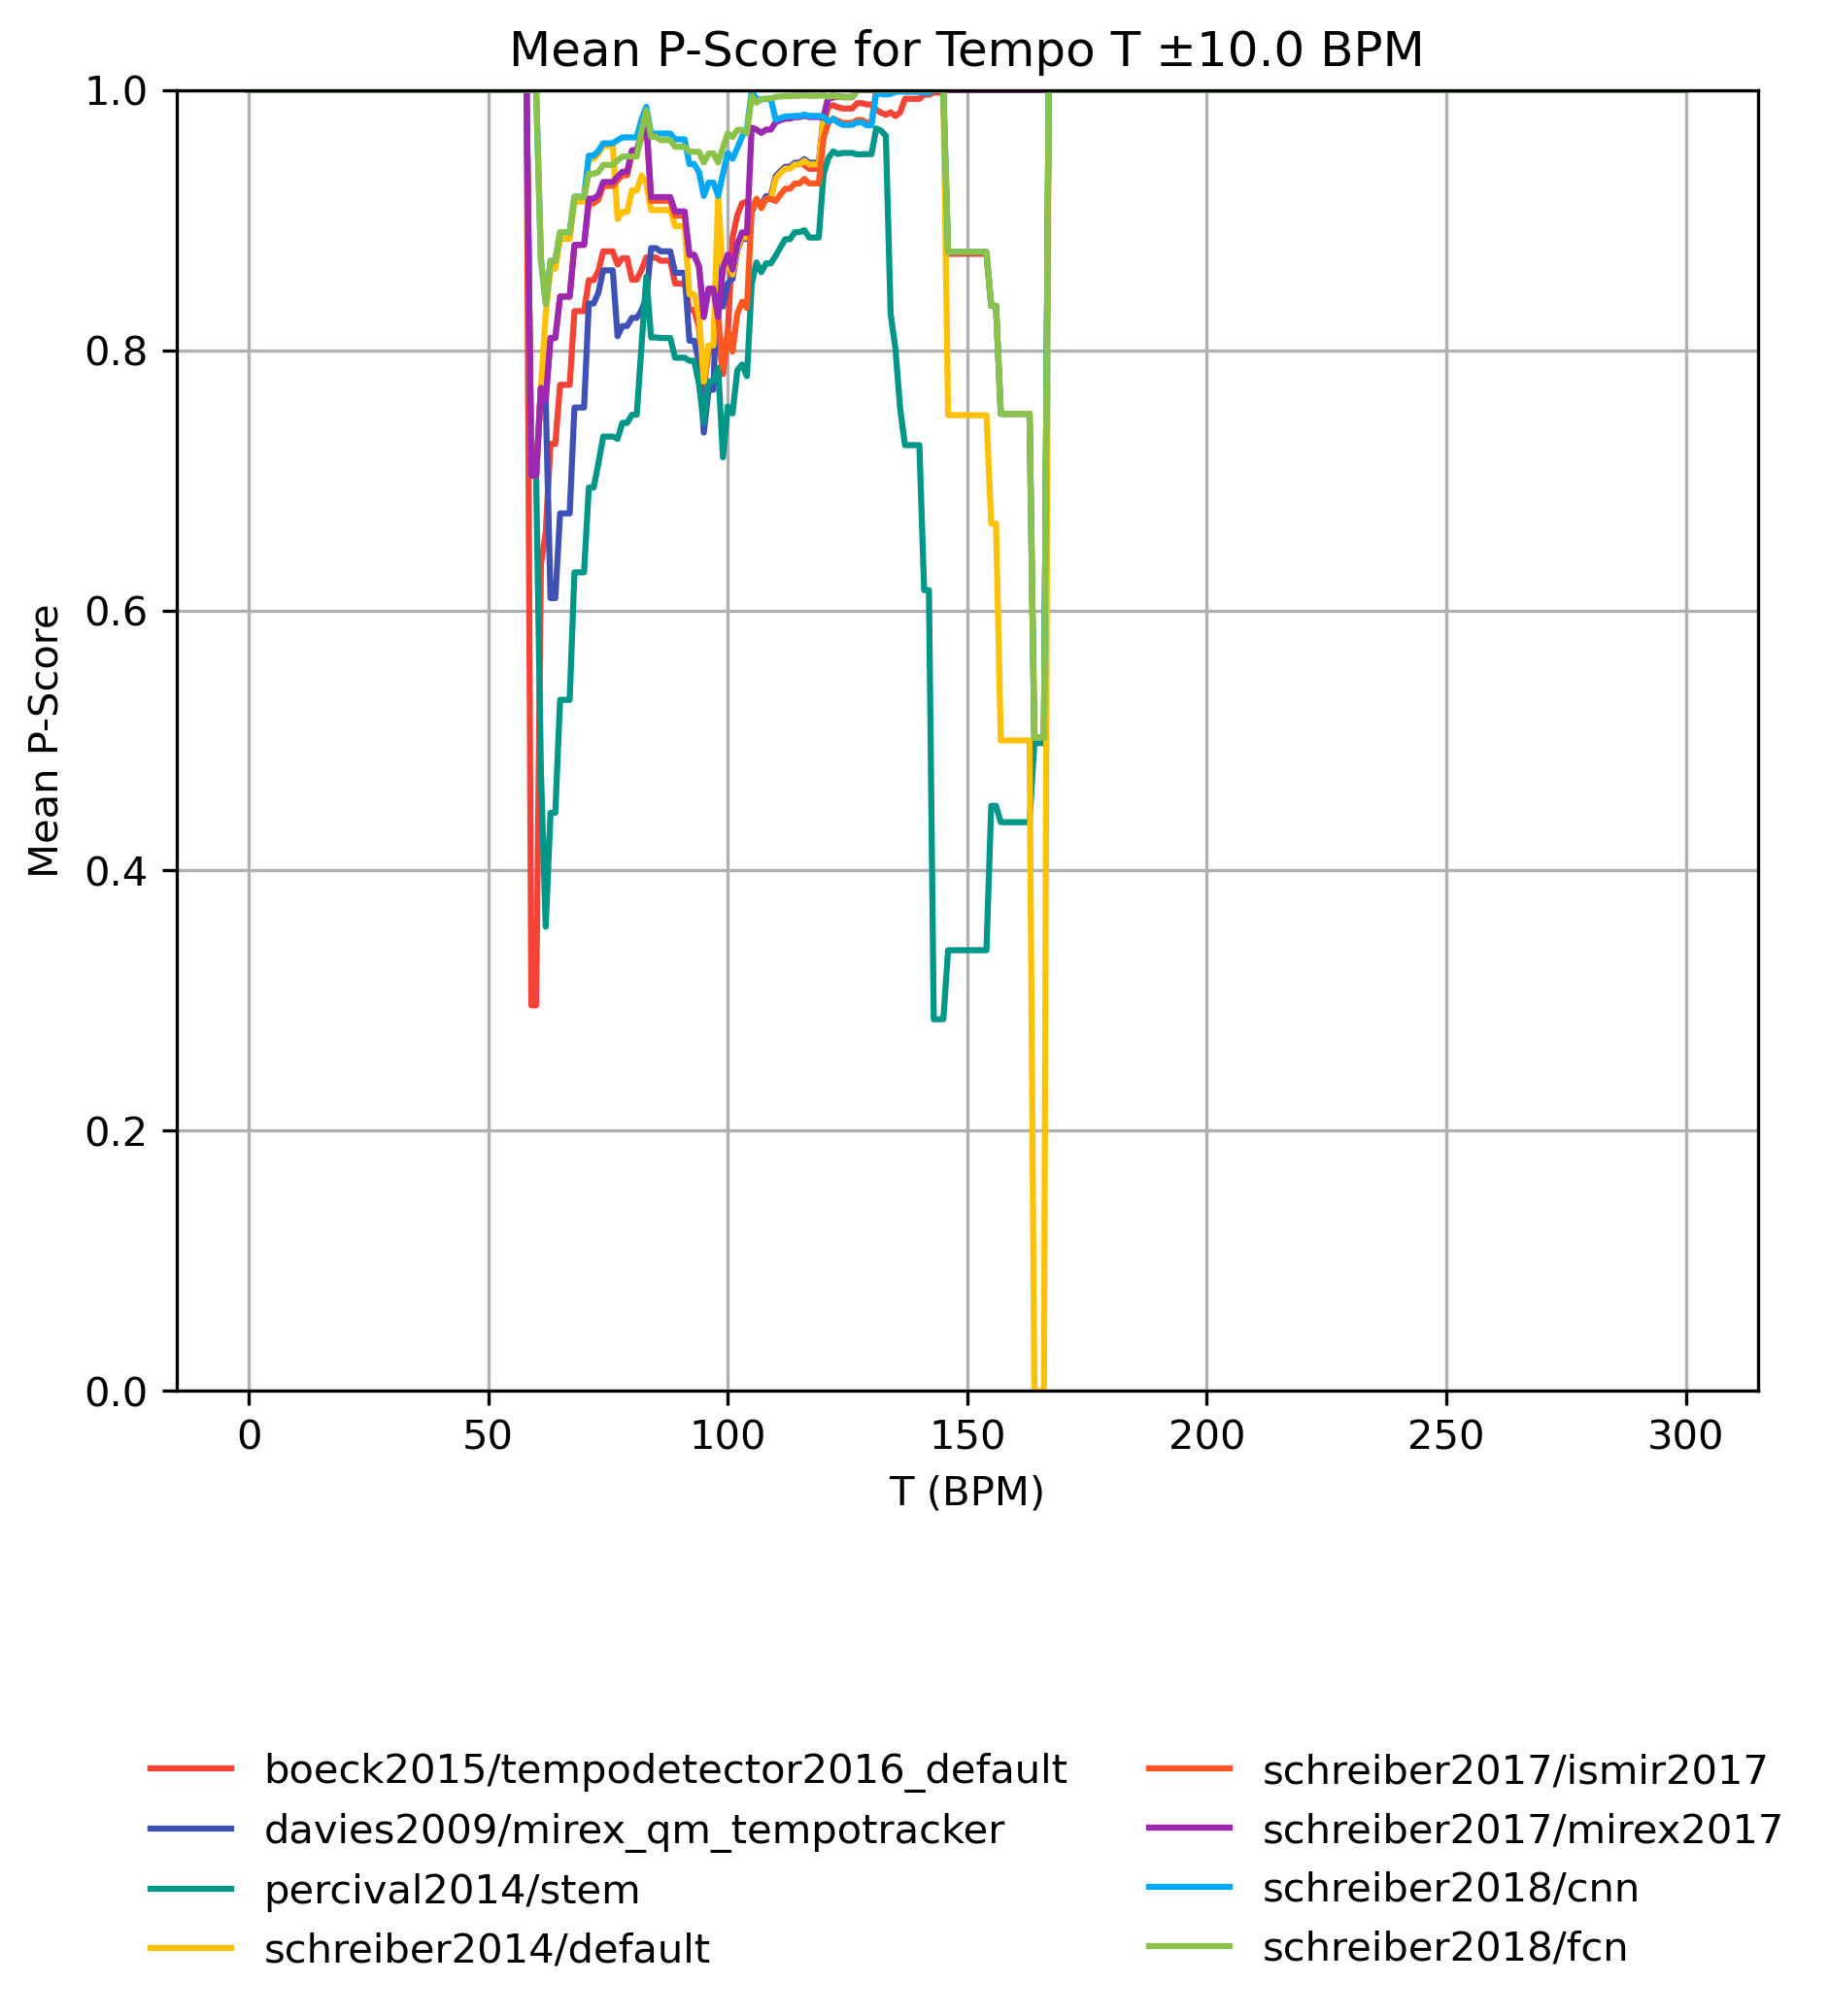 Mean P-Score for Tempo T ±10.0 BPM
1.0
0.8
0.6
0.4
0.2
0.0
Mean P-Score
0 50 100 150 200 250 300
T (BPM)
boeck2015/tempodetector2016_default
davies2009/mirex_qm_tempotracker
percival2014/stem
schreiber2014/default
schreiber2017/ismir2017
schreiber2017/mirex2017
schreiber2018/cnn
schreiber2018/fcn